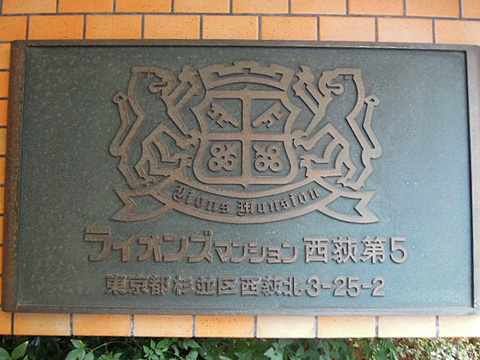 Lions Mansion
ライオンズマンション西荻第5
東京都杉並区西荻北3-25-2